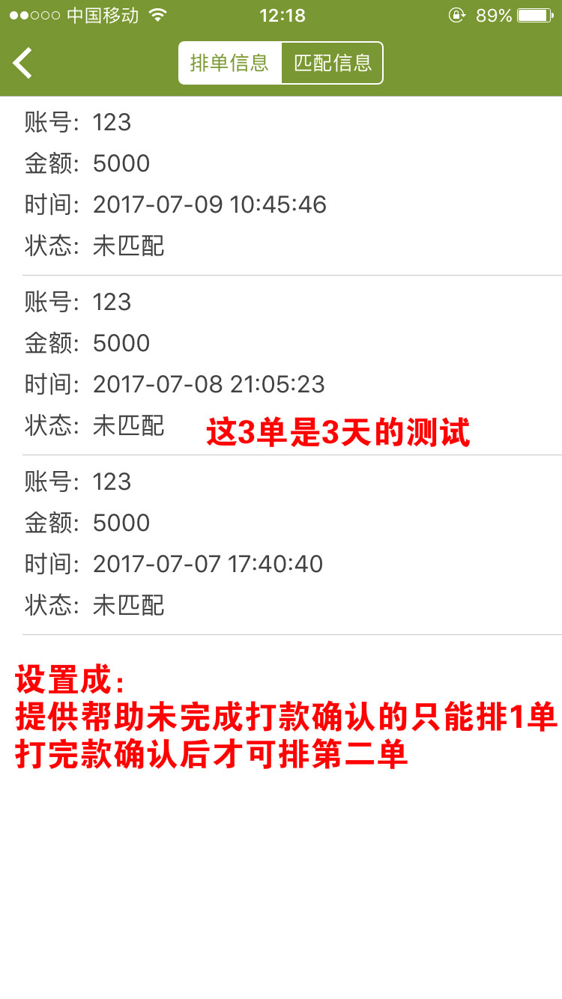 中国移动 12:18 89%
排单信息 匹配信息
账号: 123
金额: 5000
时间: 2017-07-09 10:45:46
状态: 未匹配
账号: 123
金额: 5000
时间: 2017-07-08 21:05:23
状态: 未匹配
这3单是3天的测试
账号: 123
金额: 5000
时间: 2017-07-07 17:40:40
状态: 未匹配
设置成：
提供帮助未完成打款确认的只能排1单
打完款确认后才可排第二单